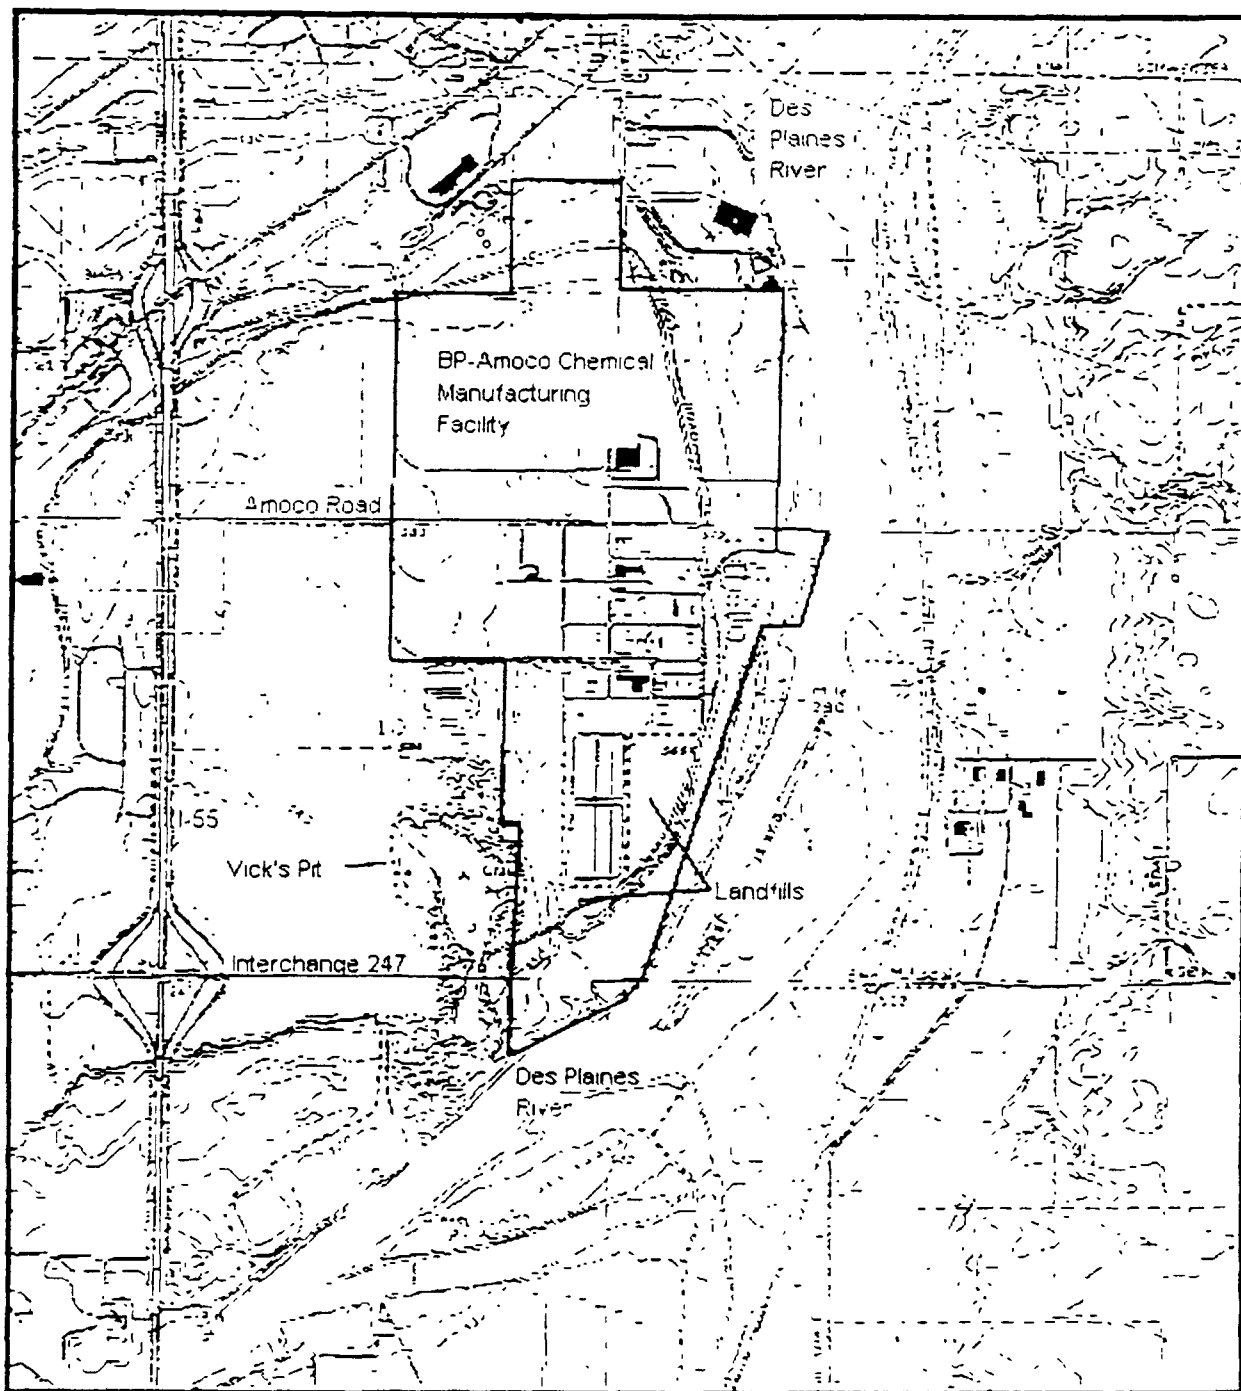 Des
Plaines
River
BP-Amoco Chemical
Manufacturing
Facility
Amoco Road
I-55
Vick's Pit
Landfills
Interchange 247
Des Plaines
River